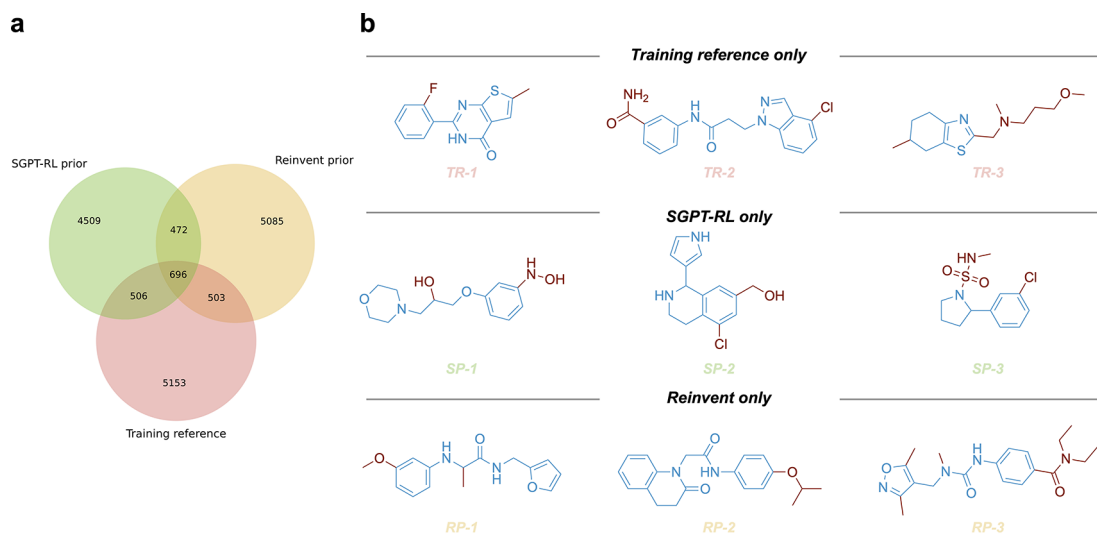 a
SGPT-RL prior
Reinvent prior
4509
472
5085
696
506
503
5153
Training reference
b
Training reference only
F
S
N
HN
O
TR-1
NH2
O
H
N
O
N
N
Cl
TR-2
N
S
N
O
TR-3
SGPT-RL only
O
N
OH
O
H
N
OH
SP-1
NH
HN
OH
Cl
SP-2
HN
O
S
O
N
Cl
SP-3
Reinvent only
O
H
N
O
N
H
O
RP-1
N
O
O
NH
O
RP-2
O
N
N
O
NH
N
O
RP-3